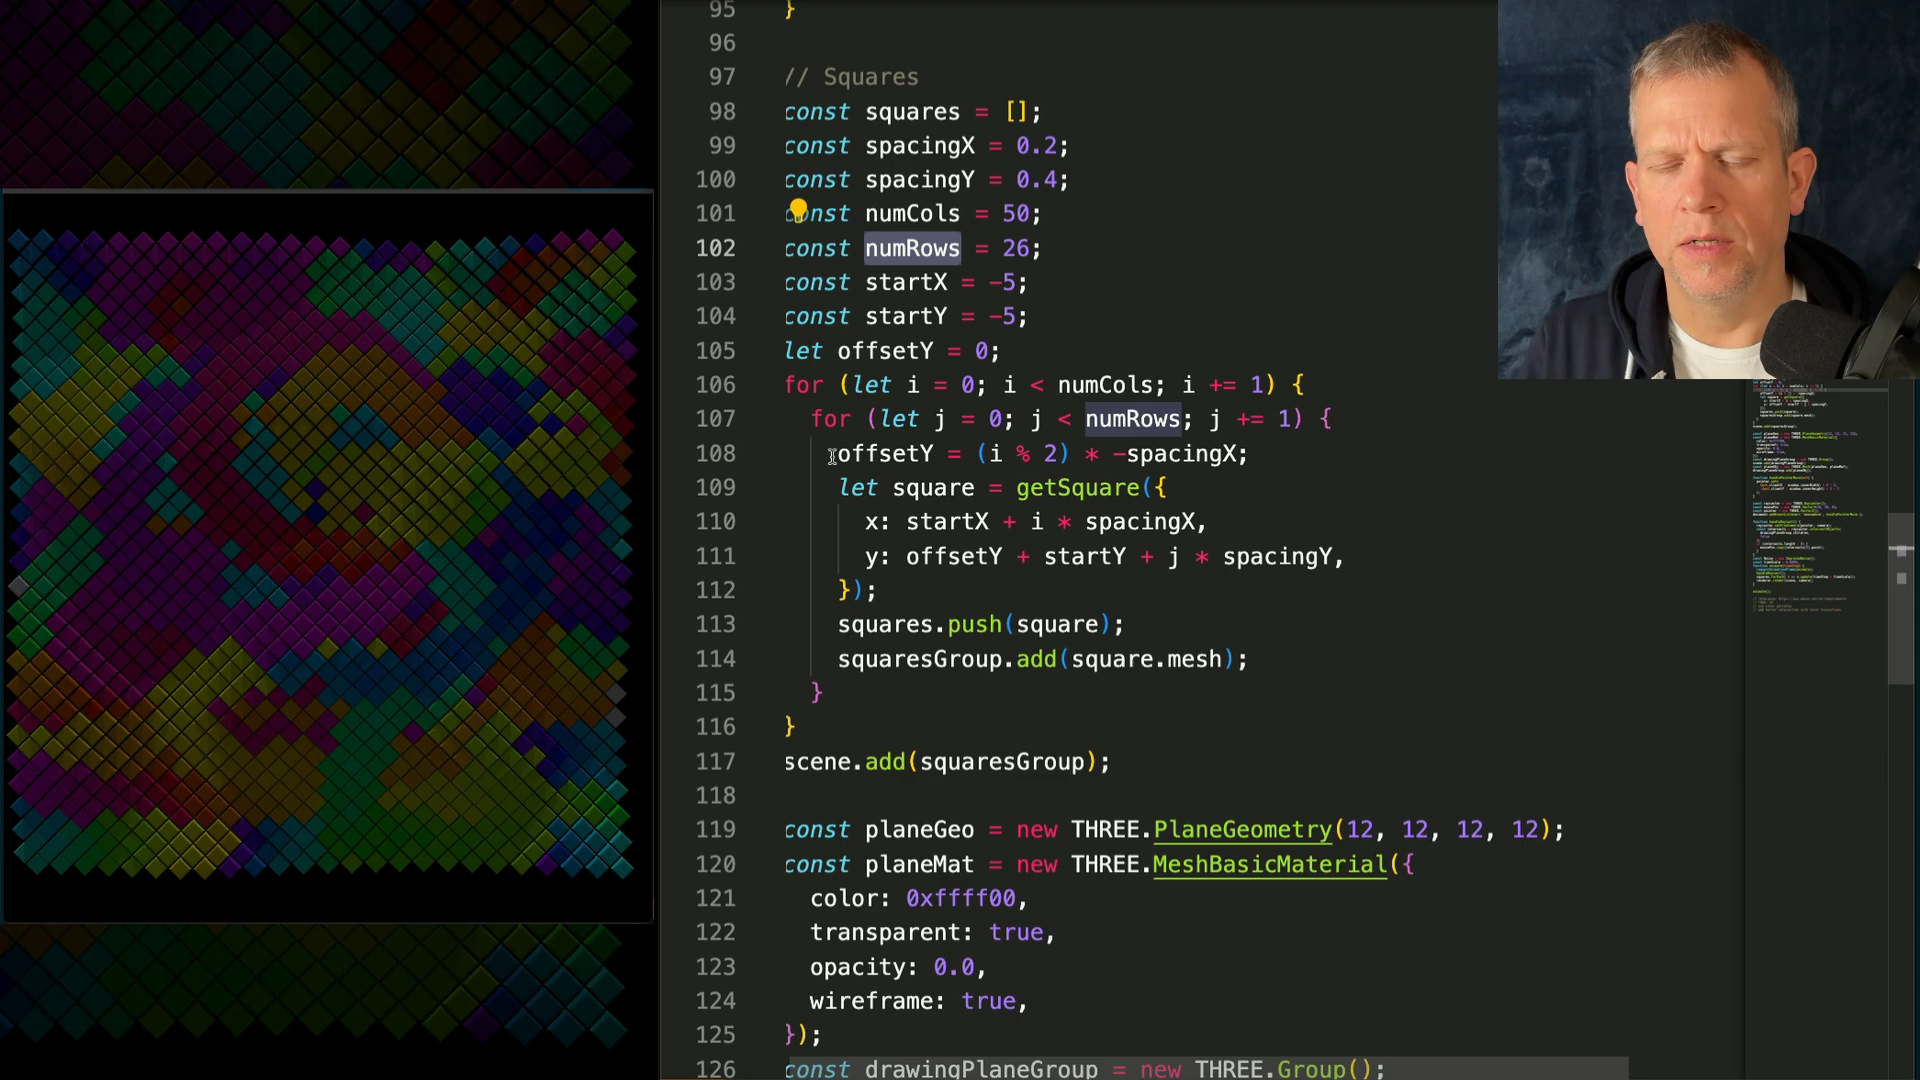 95 }
96
97 // Squares
98 const squares = [];
99 const spacingX = 0.2;
100 const spacingY = 0.4;
101 const numCols = 50;
102 const numRows = 26;
103 const startX = -5;
104 const startY = -5;
105 let offsetY = 0;
106 for (let i = 0; i < numCols; i += 1) {
107 for (let j = 0; j < numRows; j += 1) {
108 offsetY = (i % 2) * -spacingX;
109 let square = getSquare({
110 x: startX + i * spacingX,
111 y: offsetY + startY + j * spacingY,
112 });
113 squares.push(square);
114 squaresGroup.add(square.mesh);
115 }
116 }
117 scene.add(squaresGroup);
118
119 const planeGeo = new THREE.PlaneGeometry(12, 12, 12, 12);
120 const planeMat = new THREE.MeshBasicMaterial({
121 color: 0xffff00,
122 transparent: true,
123 opacity: 0.0,
124 wireframe: true,
125 });
126 const drawingPlaneGroup = new THREE.Group();